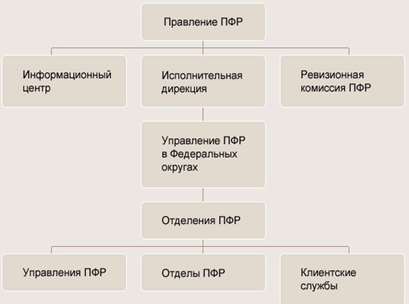 Правление ПФР
Информационный
центр
Исполнительная
дирекция
Ревизионная
комиссия ПФР
Управление ПФР
в Федеральных
округах
Отделения ПФР
Управления ПФР
Отделы ПФР
Клиентские
службы